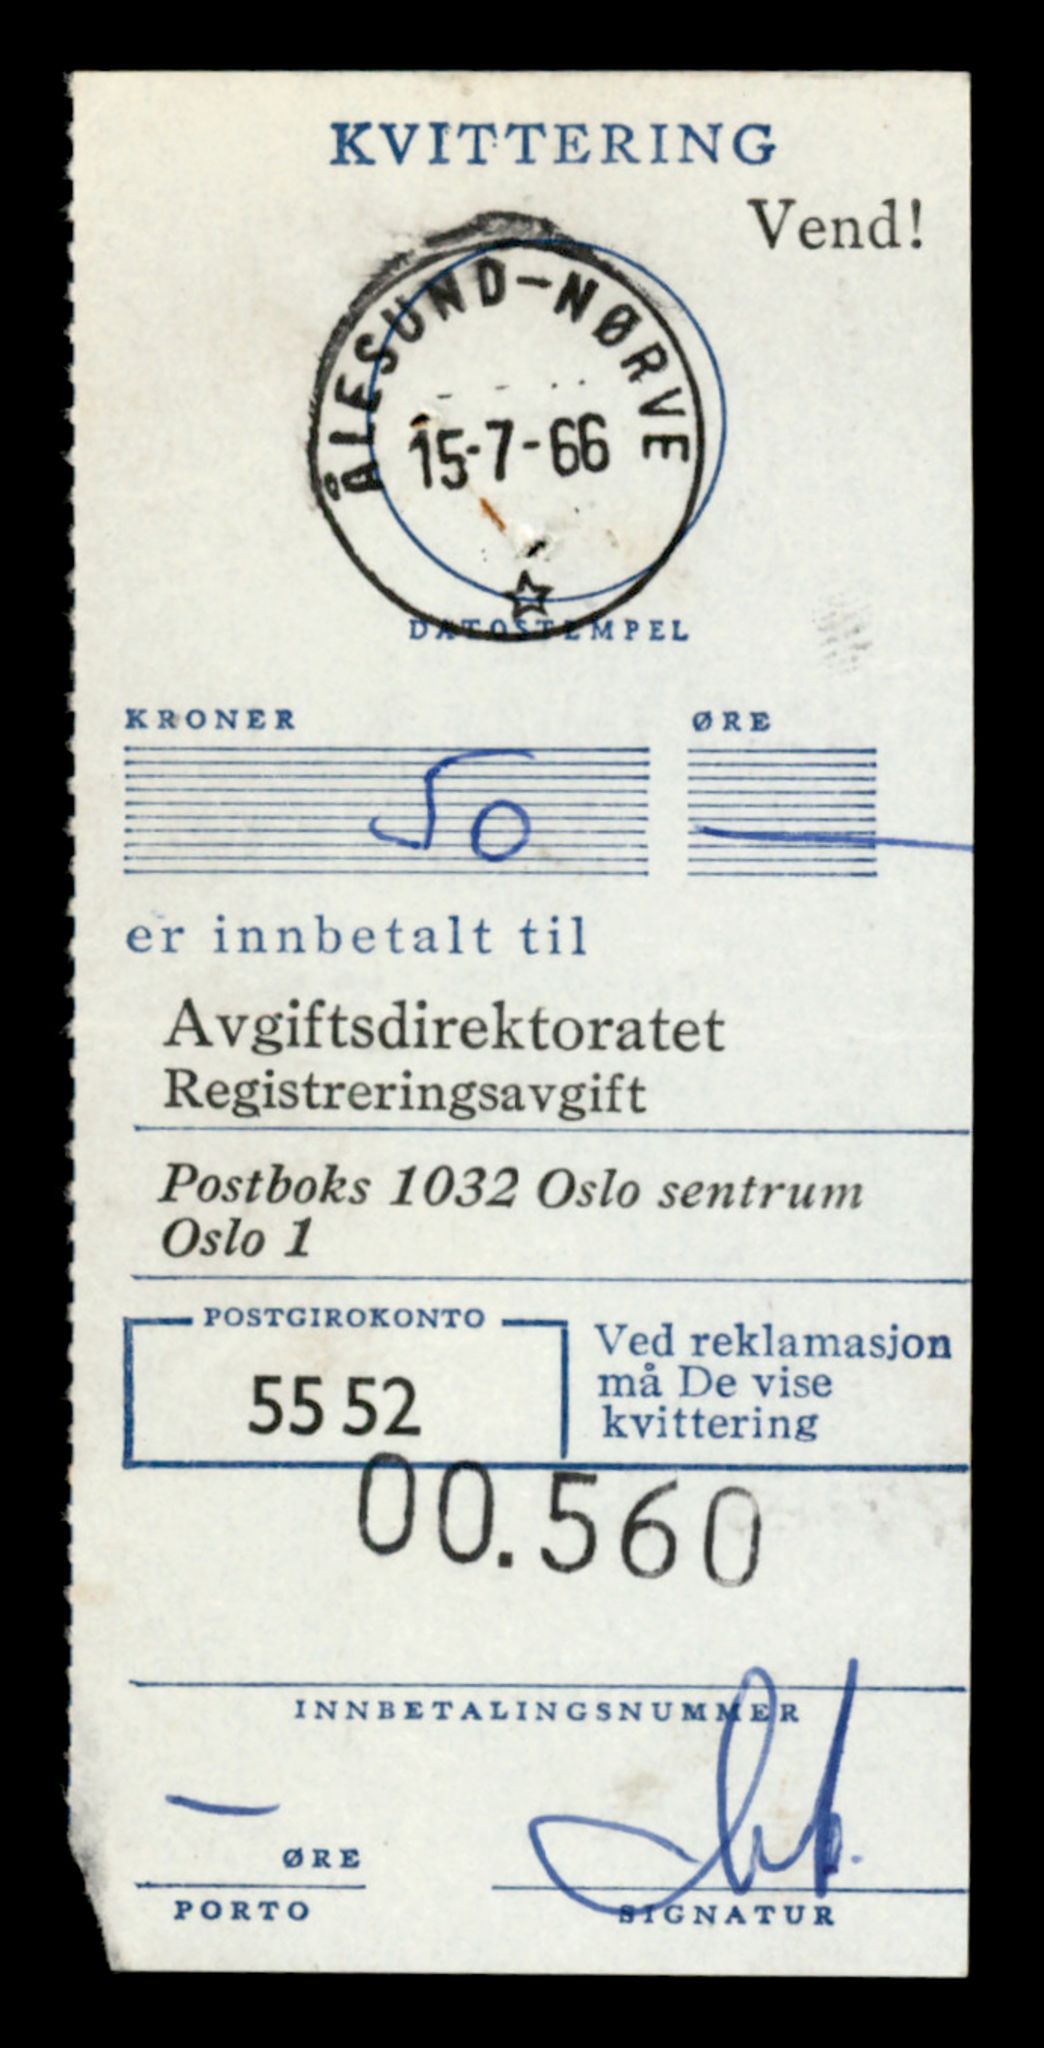 KVITTERING
Vend!
ÅLESUND-NØRVE
15-7-66
DATOSTEMPEL
KRONER ØRE
50 —
er innbetalt til
Avgiftsdirektoratet
Registreringsavgift
Postboks 1032 Oslo sentrum
Oslo 1
POSTGIROKONTO
55 52
Ved reklamasjon
må De vise
kvittering
00.560
INNBETALINGSNUMMER
— ØRE
PORTO
SIGNATUR